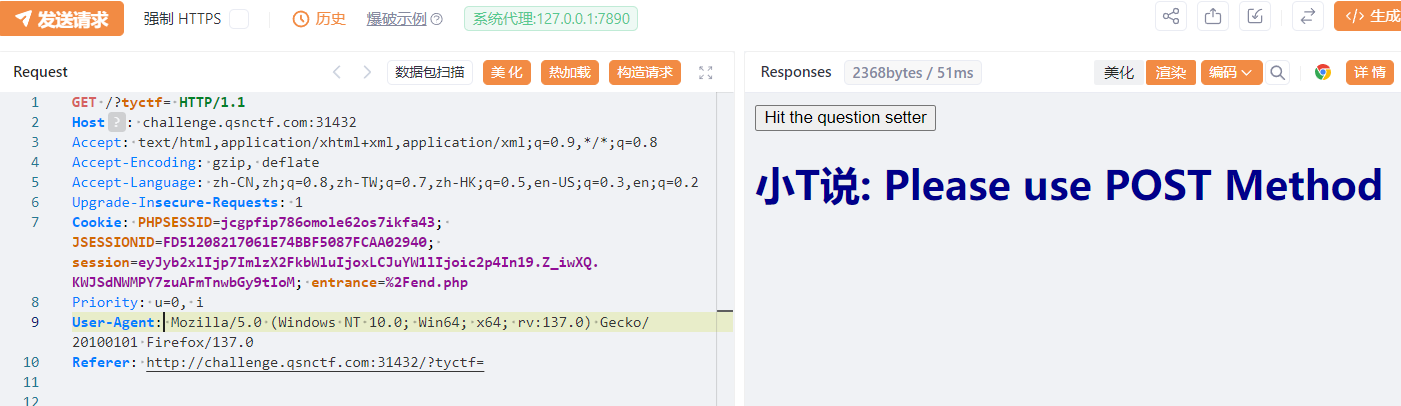 发送请求 强制 HTTPS 历史 爆破示例 系统代理:127.0.0.1:7890 生成
Request 数据包扫描 美化 热加载 构造请求
1 GET /?tyctf= HTTP/1.1
2 Host ? : challenge.qsnctf.com:31432
3 Accept: text/html,application/xhtml+xml,application/xml;q=0.9,*/*;q=0.8
4 Accept-Encoding: gzip, deflate
5 Accept-Language: zh-CN,zh;q=0.8,zh-TW;q=0.7,zh-HK;q=0.5,en-US;q=0.3,en;q=0.2
6 Upgrade-Insecure-Requests: 1
7 Cookie: PHPSESSID=jcgpfip786omole62os7ikfa43;
JSESSIONID=FD51208217061E74BBF5087FCAA02940;
session=eyJyb2xlIjp7ImlzX2FkbWluIjoxLCJuYW1lIjoic2p4In19.Z_iwXQ.
KWJSdNWMPY7zuAFmTnwbGy9tIoM; entrance=%2Fend.php
8 Priority: u=0, i
9 User-Agent: Mozilla/5.0 (Windows NT 10.0; Win64; x64; rv:137.0) Gecko/
20100101 Firefox/137.0
10 Referer: http://challenge.qsnctf.com:31432/?tyctf=
11
12
Responses 2368bytes / 51ms 美化 渲染 编码 详情
Hit the question setter
小T说: Please use POST Method